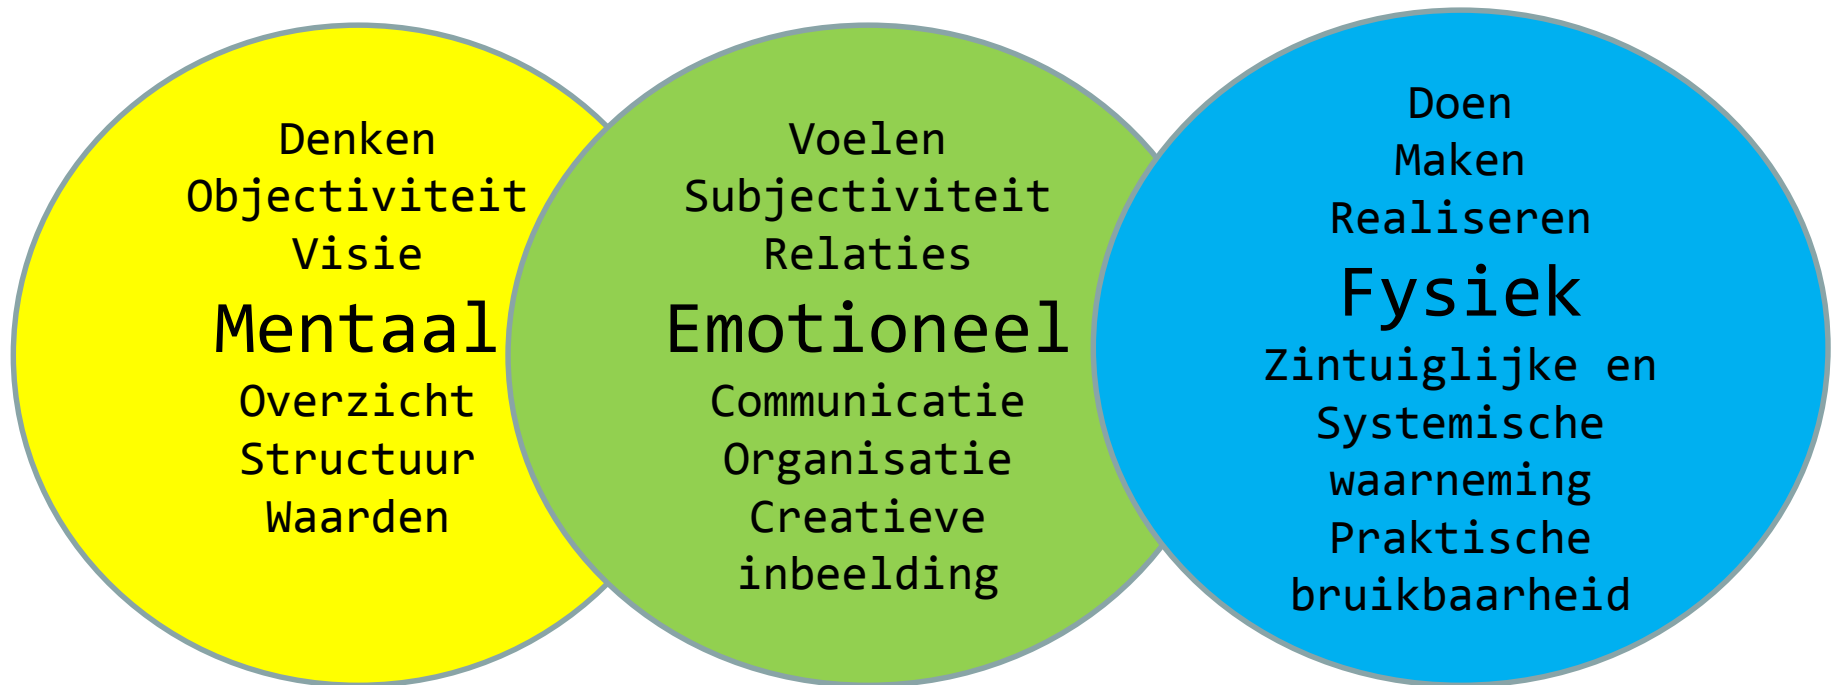 Denken
Objectiviteit
Visie
Mentaal
Overzicht
Structuur
Waarden
Voelen
Subjectiviteit
Relaties
Emotioneel
Communicatie
Organisatie
Creatieve
inbeelding
Doen
Maken
Realiseren
Fysiek
Zintuiglijke en
Systemische
waarneming
Praktische
bruikbaarheid